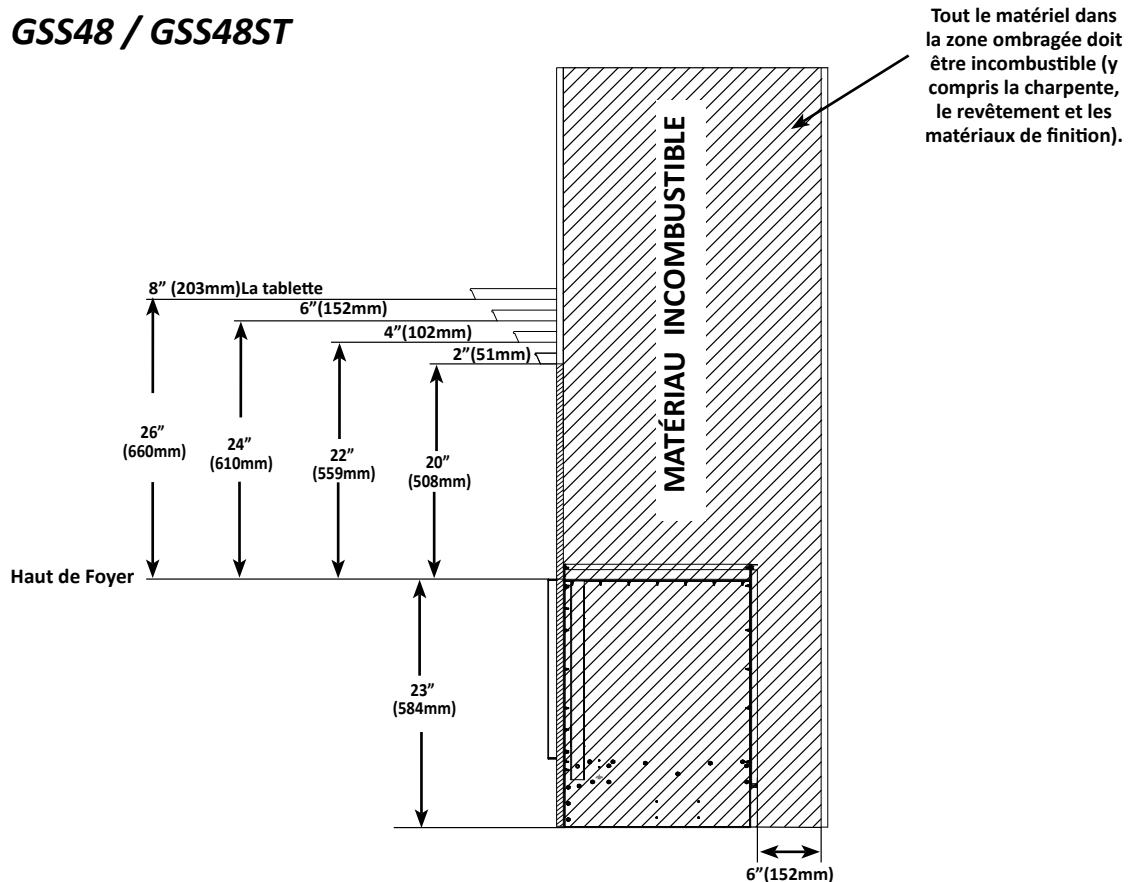 GSS48 / GSS48ST
Tout le matériel dans
la zone ombragée doit
être incombustible (y
compris la charpente,
le revêtement et les
matériaux de finition).
MATÉRIAU INCOMBUSTIBLE
8” (203mm)La tablette
6”(152mm)
4”(102mm)
2”(51mm)
26”
(660mm)
24”
(610mm)
22”
(559mm)
20”
(508mm)
Haut de Foyer
23”
(584mm)
6”(152mm)